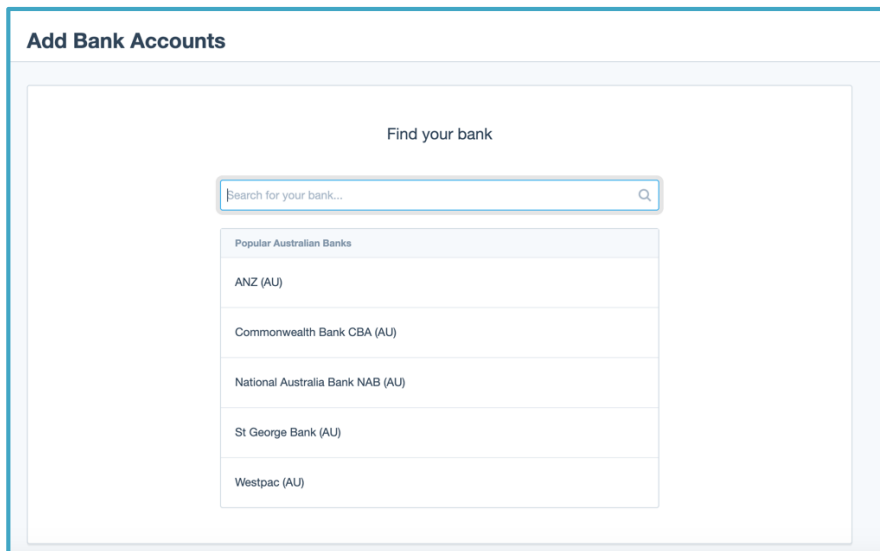 Add Bank Accounts
Find your bank
Search for your bank...
Popular Australian Banks
ANZ (AU)
Commonwealth Bank CBA (AU)
National Australia Bank NAB (AU)
St George Bank (AU)
Westpac (AU)